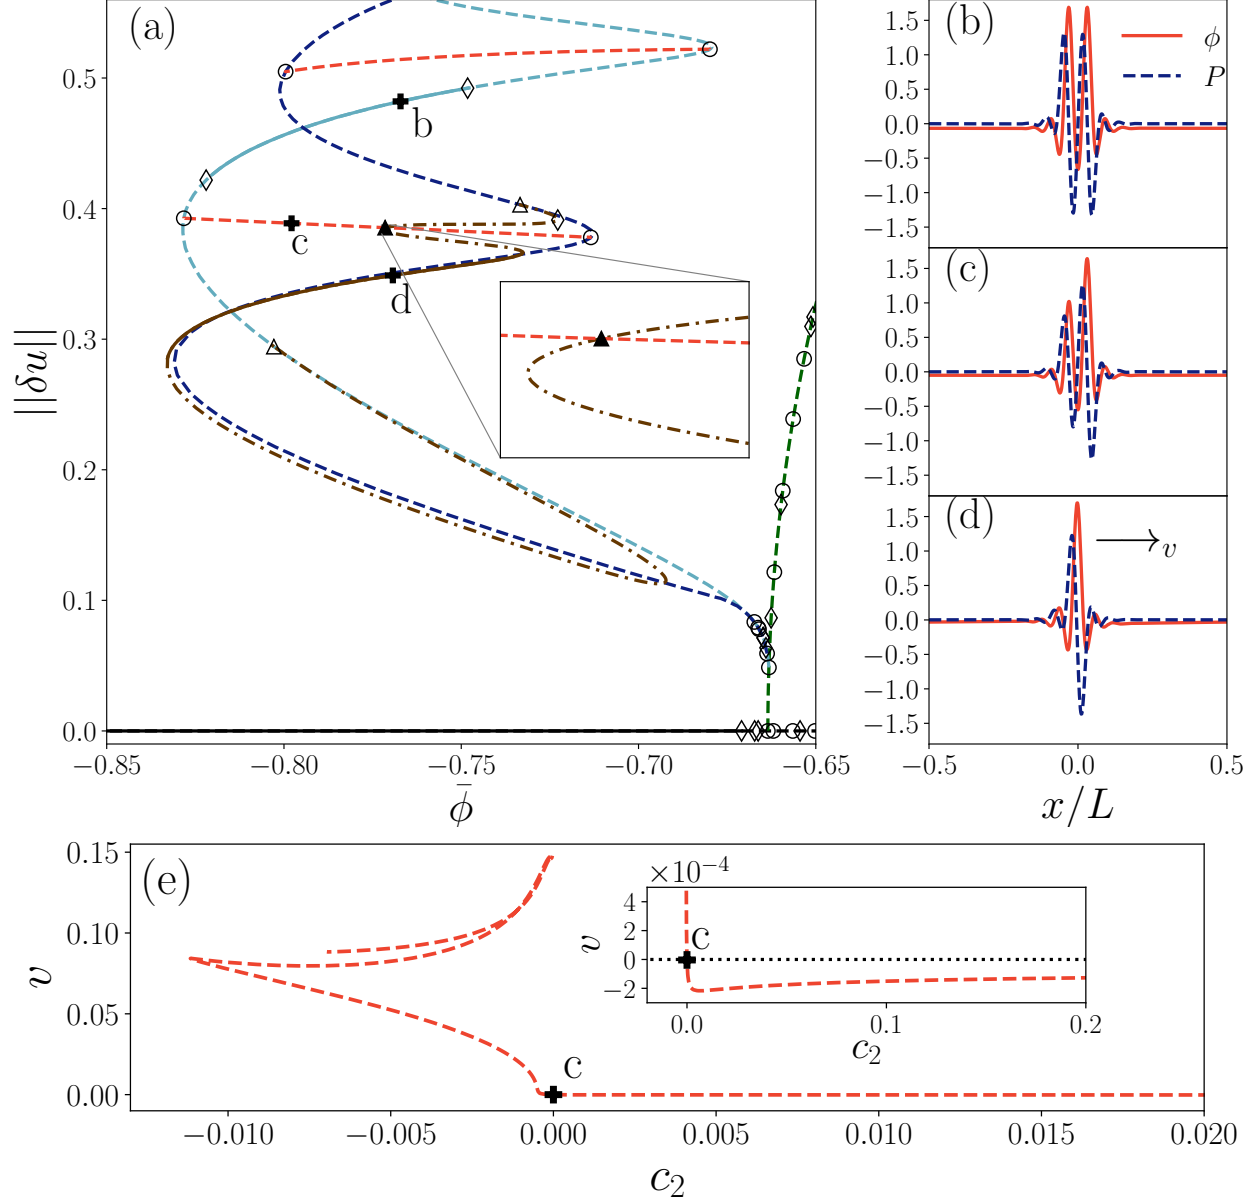 (a)
||δu||
0.5
0.4
0.3
0.2
0.1
0.0
b
c
d
−0.85 −0.80 −0.75 −0.70 −0.65
ϕ̄
(b)
ϕ
P
1.5
1.0
0.5
0.0
−0.5
−1.0
−1.5
(c)
1.5
1.0
0.5
0.0
−0.5
−1.0
−1.5
(d)
v
1.5
1.0
0.5
0.0
−0.5
−1.0
−1.5
−0.5 0.0 0.5
x/L
(e)
v
0.15
0.10
0.05
0.00
c
−0.010 −0.005 0.000 0.005 0.010 0.015 0.020
c₂
×10⁻⁴
v
4
2
0
−2
c
0.0 0.1 0.2
c₂